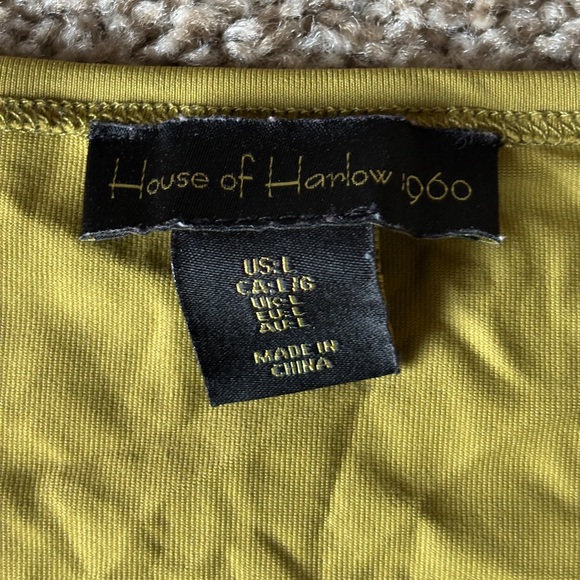 House of Harlow 1960
US:L
CA:L/G
UK:L
EU:L
AU:L
MADE IN
CHINA